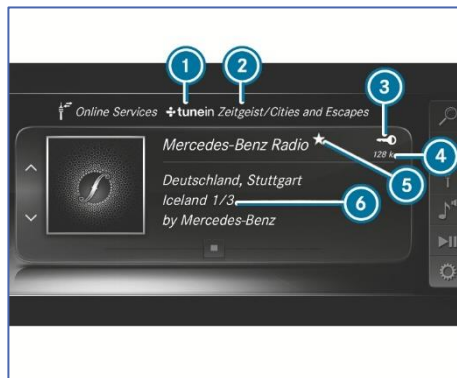 1 2 3
Online Services tunein Zeitgeist/Cities and Escapes
Mercedes-Benz Radio
128 k 4
5
Deutschland, Stuttgart
Iceland 1/3 6
by Mercedes-Benz